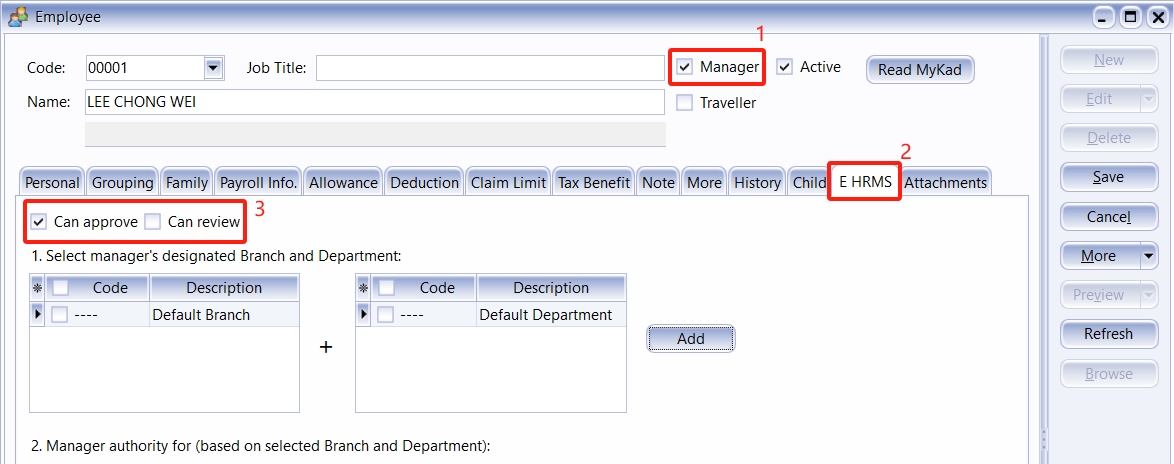 Employee
1
Code: 00001 Job Title: Manager Active Read MyKad
Name: LEE CHONG WEI Traveller
2
Personal Grouping Family Payroll Info. Allowance Deduction Claim Limit Tax Benefit Note More History Child E HRMS Attachments
Can approve Can review 3
1. Select manager's designated Branch and Department:
Code Description Code Description
---- Default Branch ---- Default Department
+ Add
2. Manager authority for (based on selected Branch and Department):
New
Edit
Delete
Save
Cancel
More
Preview
Refresh
Browse